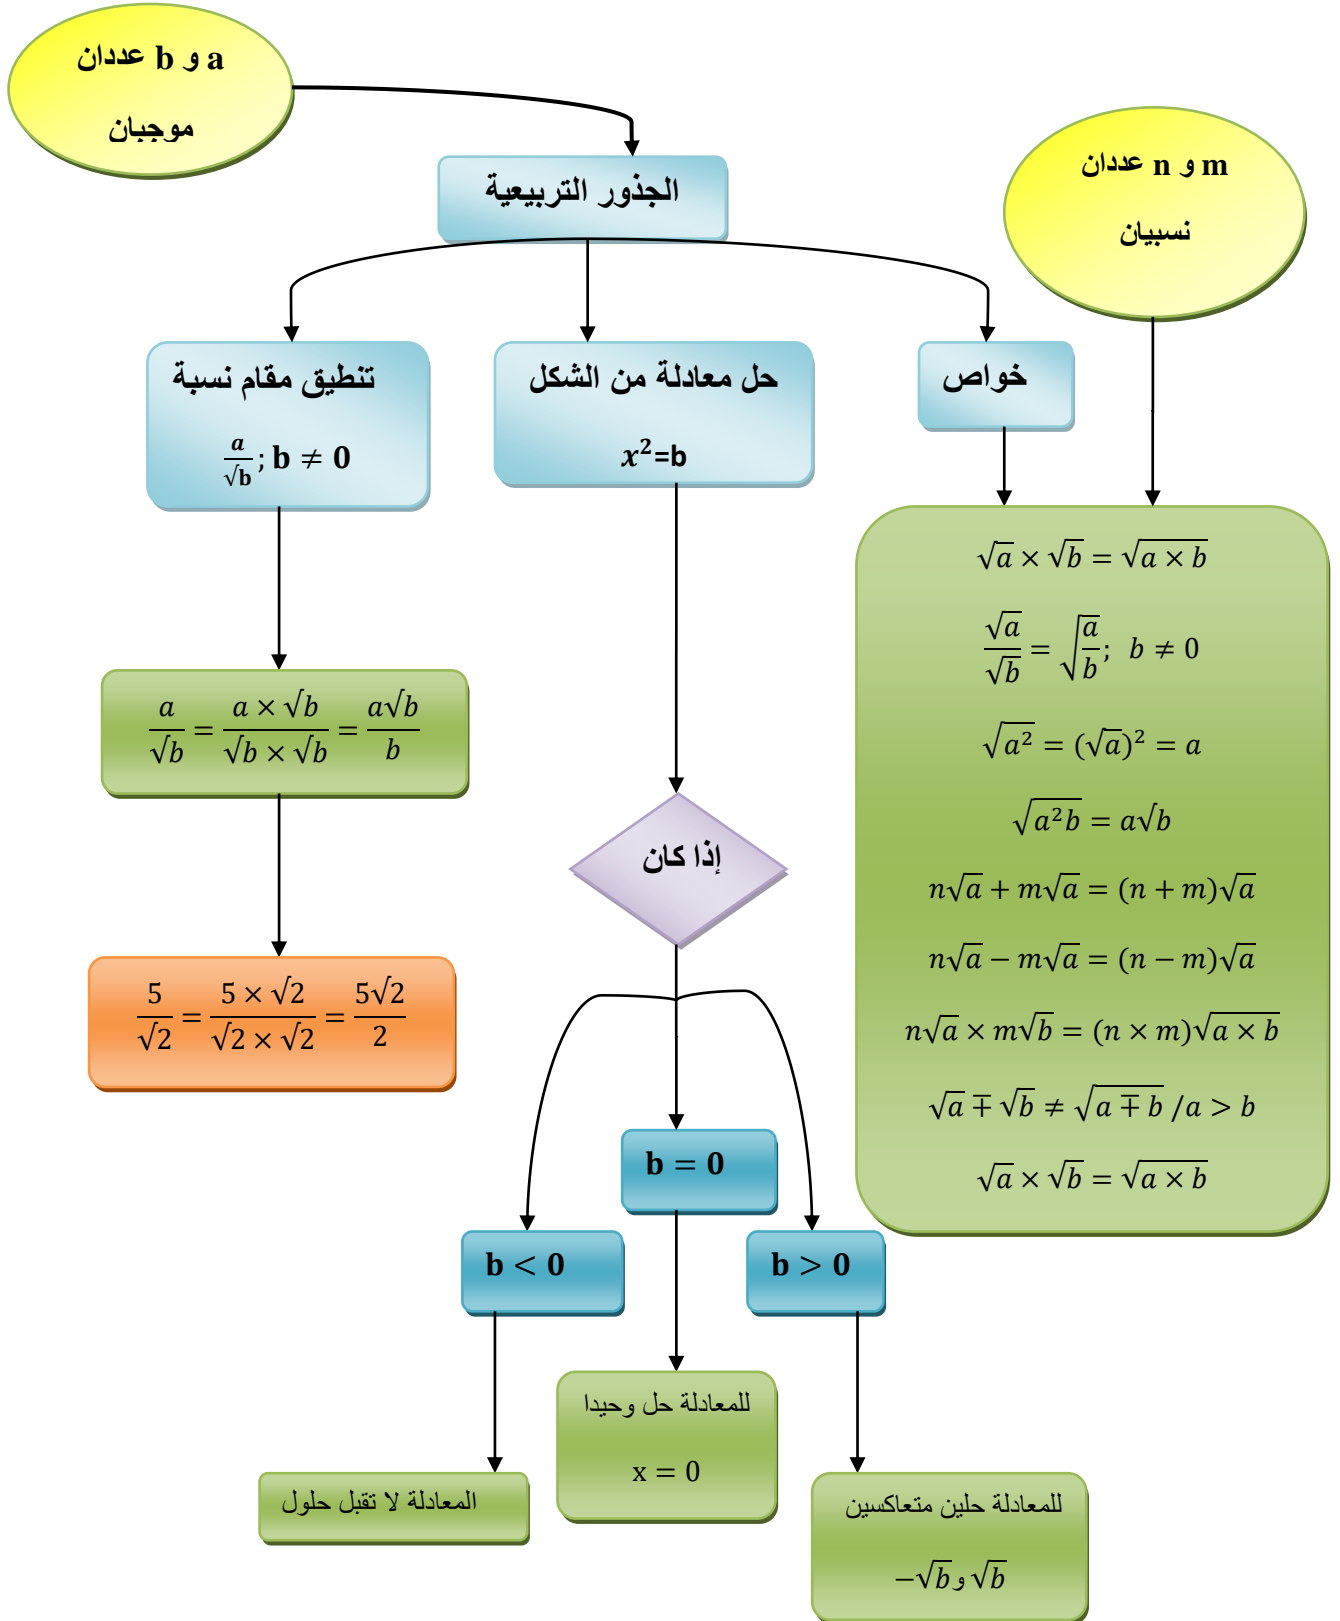 a و b عددان
موجبان
m و n عددان
نسبيان
الجذور التربيعية
خواص
حل معادلة من الشكل
x²=b
تنطيق مقام نسبة
a/√b ; b ≠ 0
√a × √b = √(a × b)
√a/√b = √(a/b); b ≠ 0
√(a²) = (√a)² = a
√(a²b) = a√b
n√a + m√a = (n + m)√a
n√a − m√a = (n − m)√a
n√a × m√b = (n × m)√(a × b)
√a ∓ √b ≠ √(a ∓ b) /a > b
√a × √b = √(a × b)
a/√b = (a × √b)/(√b × √b) = a√b/b
5/√2 = (5 × √2)/(√2 × √2) = 5√2/2
إذا كان
b = 0
b < 0
b > 0
للمعادلة حل وحيدا
x = 0
المعادلة لا تقبل حلول
للمعادلة حلين متعاكسين
√b و −√b